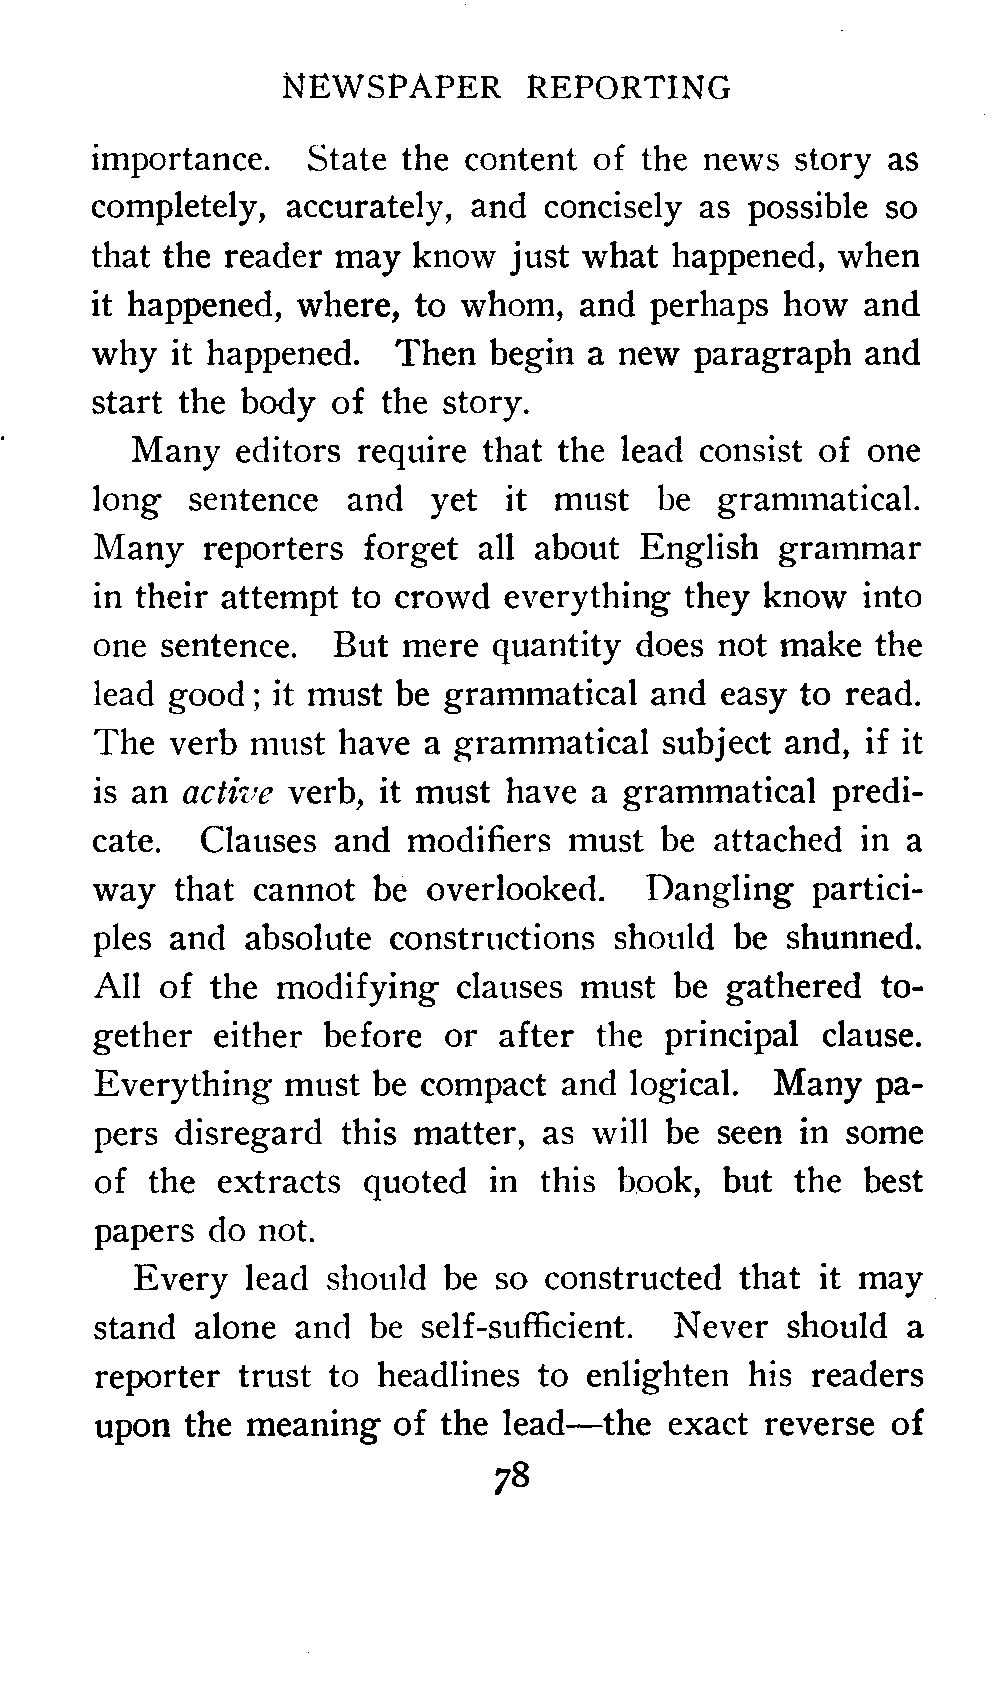 NEWSPAPER REPORTING
importance. State the content of the news story as
completely, accurately, and concisely as possible so
that the reader may know just what happened, when
it happened, where, to whom, and perhaps how and
why it happened. Then begin a new paragraph and
start the body of the story.
Many editors require that the lead consist of one
long sentence and yet it must be grammatical.
Many reporters forget all about English grammar
in their attempt to crowd everything they know into
one sentence. But mere quantity does not make the
lead good; it must be grammatical and easy to read.
The verb must have a grammatical subject and, if it
is an active verb, it must have a grammatical predi-
cate. Clauses and modifiers must be attached in a
way that cannot be overlooked. Dangling partici-
ples and absolute constructions should be shunned.
All of the modifying clauses must be gathered to-
gether either before or after the principal clause.
Everything must be compact and logical. Many pa-
pers disregard this matter, as will be seen in some
of the extracts quoted in this book, but the best
papers do not.
Every lead should be so constructed that it may
stand alone and be self-sufficient. Never should a
reporter trust to headlines to enlighten his readers
upon the meaning of the lead—the exact reverse of
78